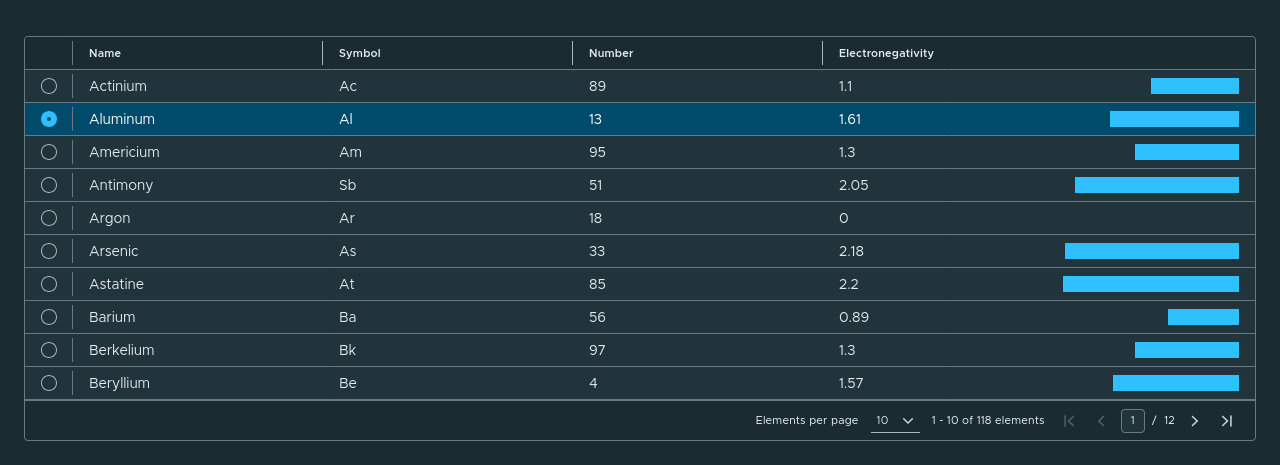 Name Symbol Number Electronegativity
Actinium Ac 89 1.1
Aluminum Al 13 1.61
Americium Am 95 1.3
Antimony Sb 51 2.05
Argon Ar 18 0
Arsenic As 33 2.18
Astatine At 85 2.2
Barium Ba 56 0.89
Berkelium Bk 97 1.3
Beryllium Be 4 1.57
Elements per page 10 1 - 10 of 118 elements 1 / 12